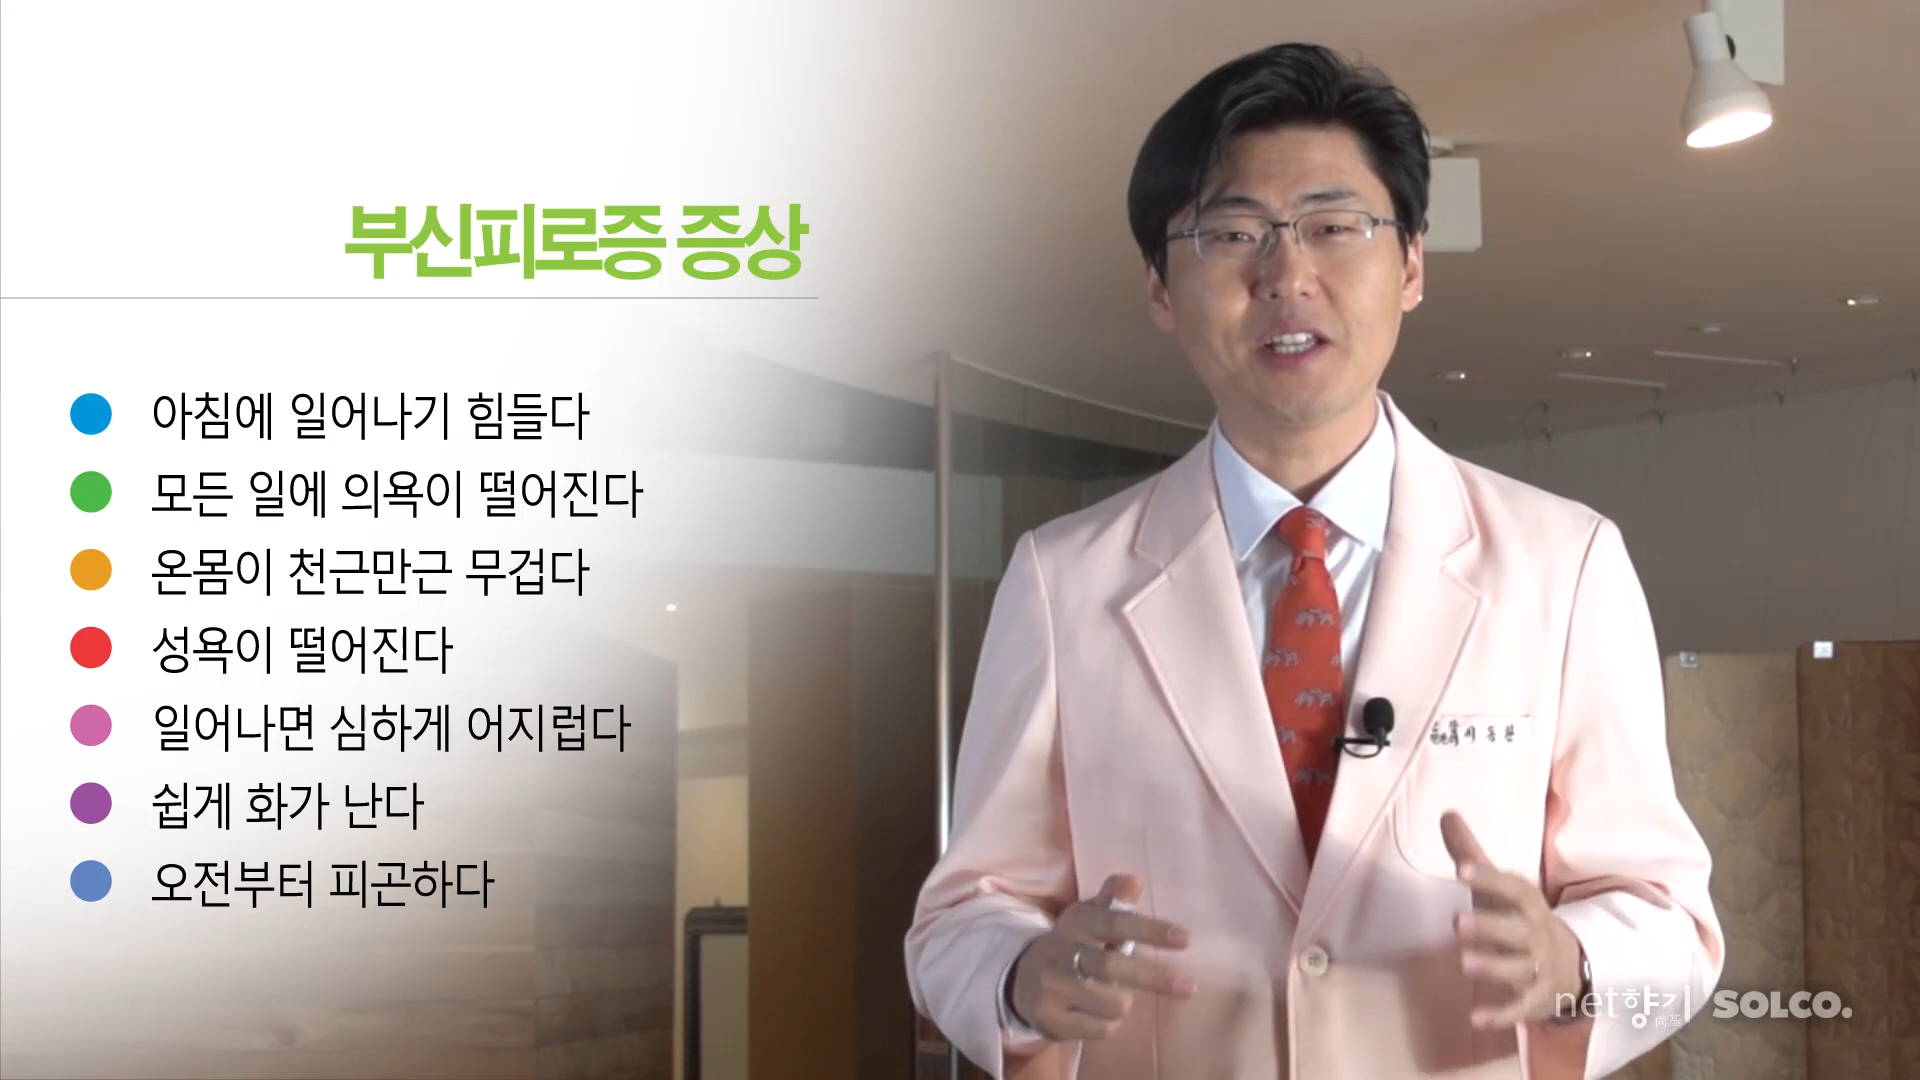 부신피로증 증상
아침에 일어나기 힘들다
모든 일에 의욕이 떨어진다
온몸이 천근만근 무겁다
성욕이 떨어진다
일어나면 심하게 어지럽다
쉽게 화가 난다
오전부터 피곤하다
서동원
net향기 SOLCO.